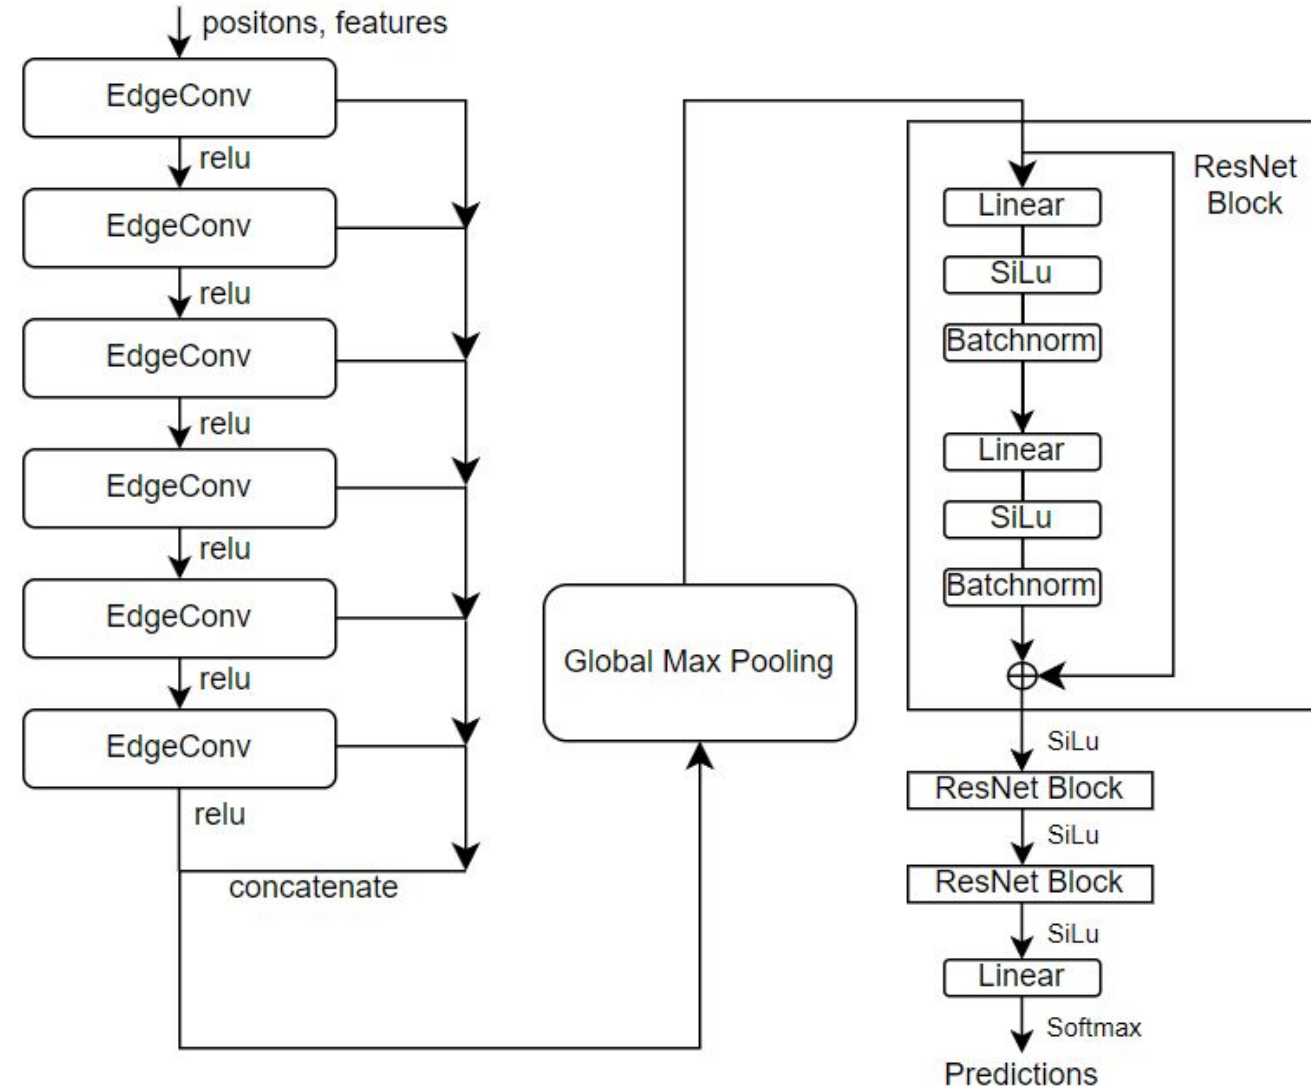 positons, features
EdgeConv
relu
EdgeConv
relu
EdgeConv
relu
EdgeConv
relu
EdgeConv
relu
EdgeConv
relu
concatenate
Global Max Pooling
ResNet
Block
Linear
SiLu
Batchnorm
Linear
SiLu
Batchnorm
SiLu
ResNet Block
SiLu
ResNet Block
SiLu
Linear
Softmax
Predictions